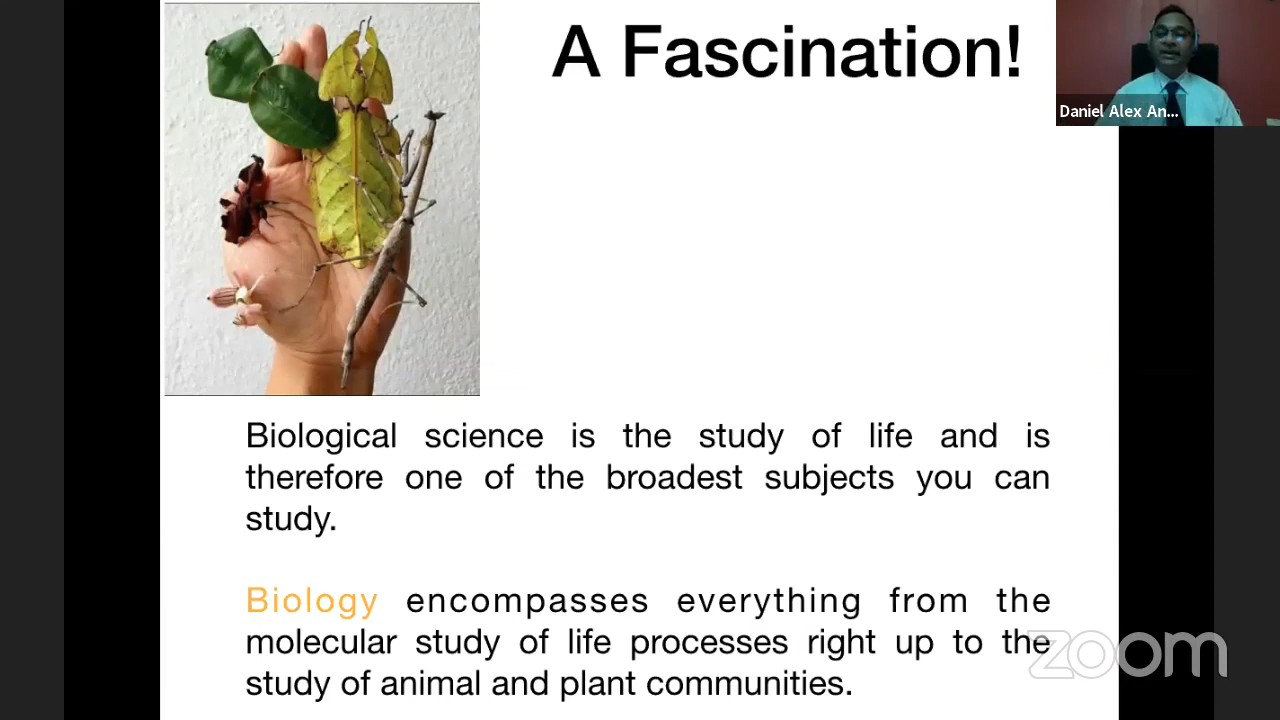 A Fascination!
Daniel Alex An...
Biological science is the study of life and is
therefore one of the broadest subjects you can
study.
Biology encompasses everything from the
molecular study of life processes right up to the
study of animal and plant communities.
zoom